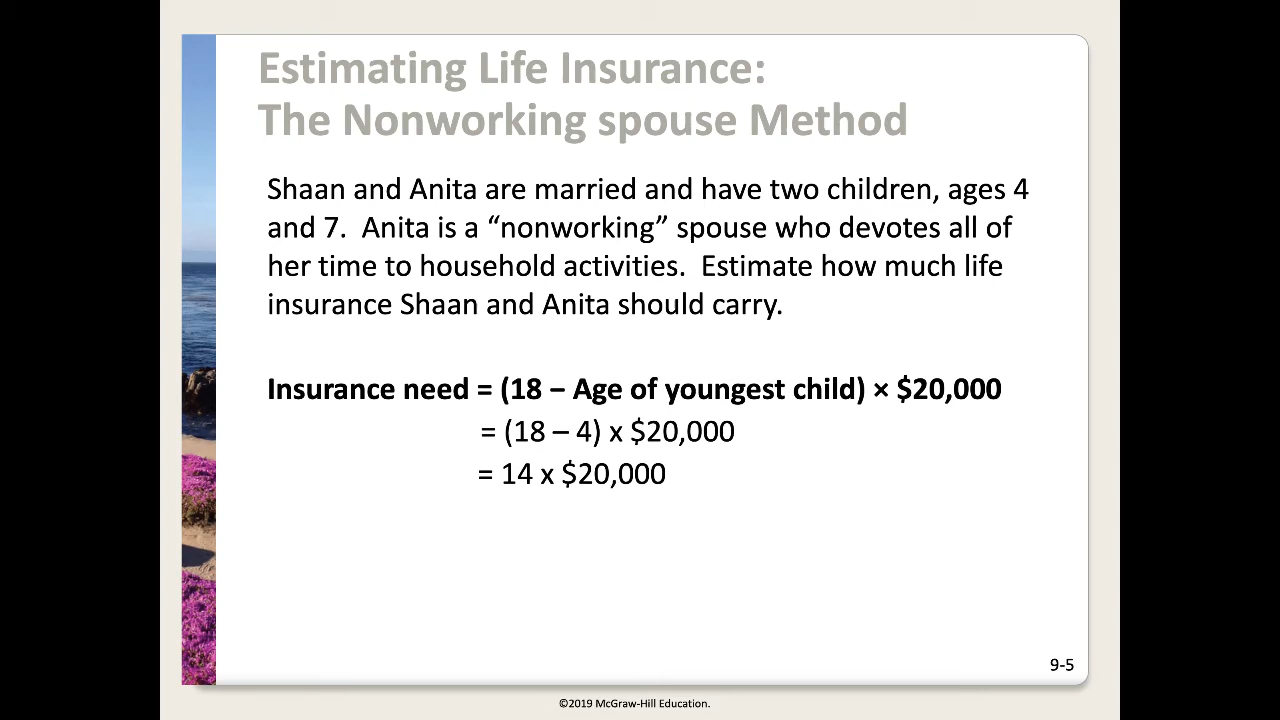 Estimating Life Insurance:
The Nonworking spouse Method
Shaan and Anita are married and have two children, ages 4
and 7.  Anita is a “nonworking” spouse who devotes all of
her time to household activities.  Estimate how much life
insurance Shaan and Anita should carry.
Insurance need = (18 – Age of youngest child) × $20,000
= (18 – 4) x $20,000
= 14 x $20,000
9-5
©2019 McGraw-Hill Education.